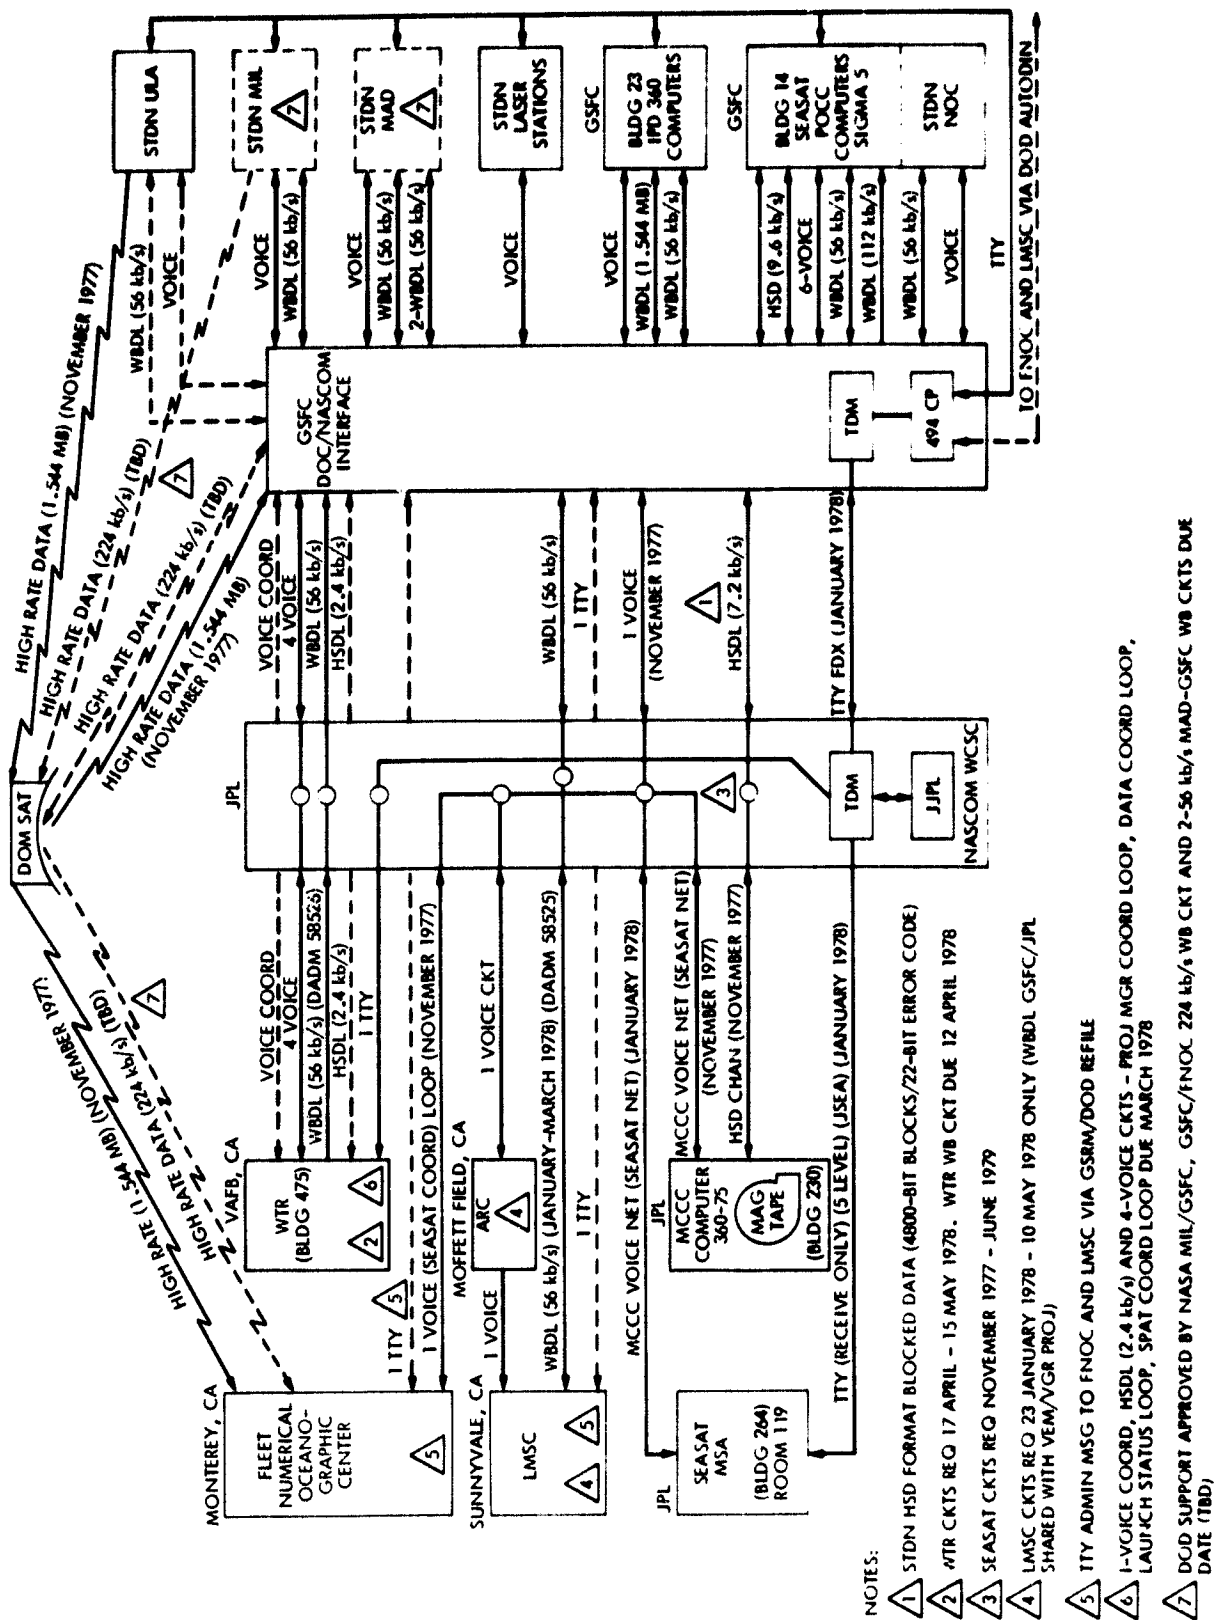 MONTEREY, CA
FLEET
NUMERICAL
OCEANO-
GRAPHIC
CENTER
5
SUNNYVALE, CA
LMSC
4
5
JPL
SEASAT
MSA
(BLDG 264)
ROOM 119
DOM SAT
HIGH RATE (1.544 MB) (NOVEMBER 1977)
HIGH RATE DATA (224 kb/s) (TBD)
7
VAFB, CA
WTR
(BLDG 475)
2
6
MOFFETT FIELD, CA
ARC
4
JPL
MCCC
COMPUTER
360-75
MAG
TAPE
(BLDG 230)
VOICE COORD
4 VOICE
WBDL (56 kb/s) (DADM 58526)
HSDL (2.4 kb/s)
1 TTY
1 TTY
5
1 VOICE (SEASAT COORD) LOOP (NOVEMBER 1977)
1 VOICE CKT
1 VOICE
WBDL (56 kb/s) (JANUARY-MARCH 1978) (DADM 58525)
1 TTY
MCCC VOICE NET (SEASAT NET) (JANUARY 1978)
MCCC VOICE NET (SEASAT NET)
(NOVEMBER 1977)
HSD CHAN (NOVEMBER 1977)
TTY (RECEIVE ONLY) (5 LEVEL) (JSEA) (JANUARY 1978)
JPL
3
TDM
JJPL
NASCOM WCSC
HIGH RATE DATA (1.544 MB) (NOVEMBER 1977)
HIGH RATE DATA (224 kb/s) (TBD)
7
HIGH RATE DATA (224 kb/s) (TBD)
HIGH RATE DATA (1.544 MB)
(NOVEMBER 1977)
VOICE COORD
4 VOICE
WBDL (56 kb/s)
HSDL (2.4 kb/s)
WBDL (56 kb/s)
1 TTY
1 VOICE
(NOVEMBER 1977)
1
HSDL (7.2 kb/s)
TTY FDX (JANUARY 1978)
GSFC
DOC/NASCOM
INTERFACE
TDM
494 CP
WBDL (56 kb/s)
VOICE
VOICE
WBDL (56 kb/s)
VOICE
WBDL (56 kb/s)
2-WBDL (56 kb/s)
VOICE
VOICE
WBDL (1.544 MB)
WBDL (56 kb/s)
HSD (9.6 kb/s)
6-VOICE
WBDL (56 kb/s)
WBDL (112 kb/s)
WBDL (56 kb/s)
VOICE
TTY
TO FNOC AND LMSC VIA DOD AUTODIN
STDN ULA
STDN MIL
7
STDN
MAD
7
STDN
LASER
STATIONS
GSFC
BLDG 23
IPD 360
COMPUTERS
GSFC
BLDG 14
SEASAT
POCC
COMPUTERS
SIGMA 5
STDN
NOC
NOTES:
1 STDN HSD FORMAT BLOCKED DATA (4800-BIT BLOCKS/22-BIT ERROR CODE)
2 WTR CKTS REQ 17 APRIL - 15 MAY 1978. WTR WB CKT DUE 12 APRIL 1978
3 SEASAT CKTS REQ NOVEMBER 1977 - JUNE 1979
4 LMSC CKTS REQ 23 JANUARY 1978 - 10 MAY 1978 ONLY (WBDL GSFC/JPL
SHARED WITH VEM/VGR PROJ)
5 TTY ADMIN MSG TO FNOC AND LMSC VIA GSRM/DOD REFILE
6 1-VOICE COORD, HSDL (2.4 kb/s) AND 4-VOICE CKTS - PROJ MGR COORD LOOP, DATA COORD LOOP,
LAUNCH STATUS LOOP, SPAT COORD LOOP DUE MARCH 1978
7 DOD SUPPORT APPROVED BY NASA MIL/GSFC, GSFC/FNOC 224 kb/s WB CKT AND 2-56 kb/s MAD-GSFC WB CKTS DUE
DATE (TBD)